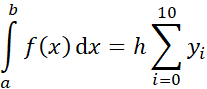 ∫_a^b f(x) dx = h ∑_{i=0}^{10} y_i